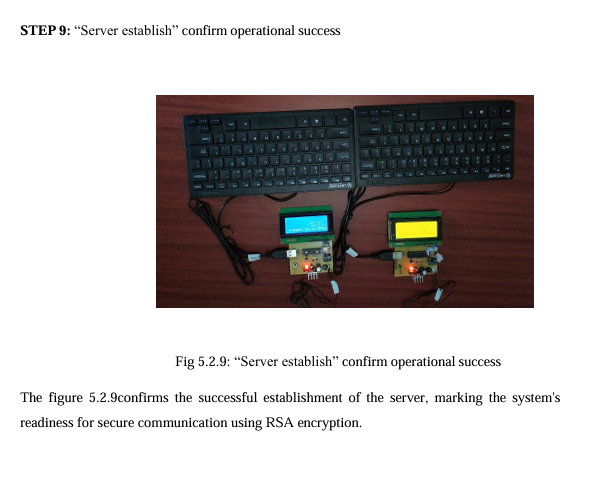 STEP 9: “Server establish” confirm operational success
Fig 5.2.9: “Server establish” confirm operational success
The figure 5.2.9confirms the successful establishment of the server, marking the system's
readiness for secure communication using RSA encryption.